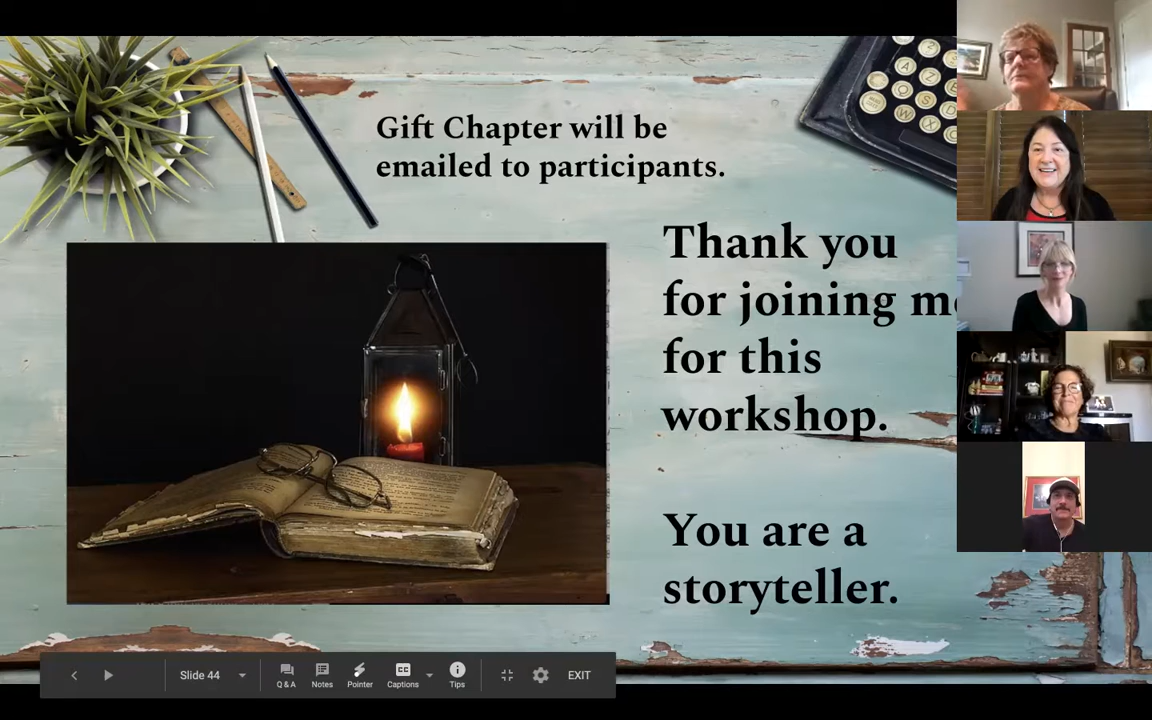 Gift Chapter will be
emailed to participants.
Thank you
for joining
for this
workshop.
You are a
storyteller.
Slide 44
Q & A
Notes
Pointer
CC
Captions
Tips
EXIT
A
Z
E
Q
S
D
W
X
C